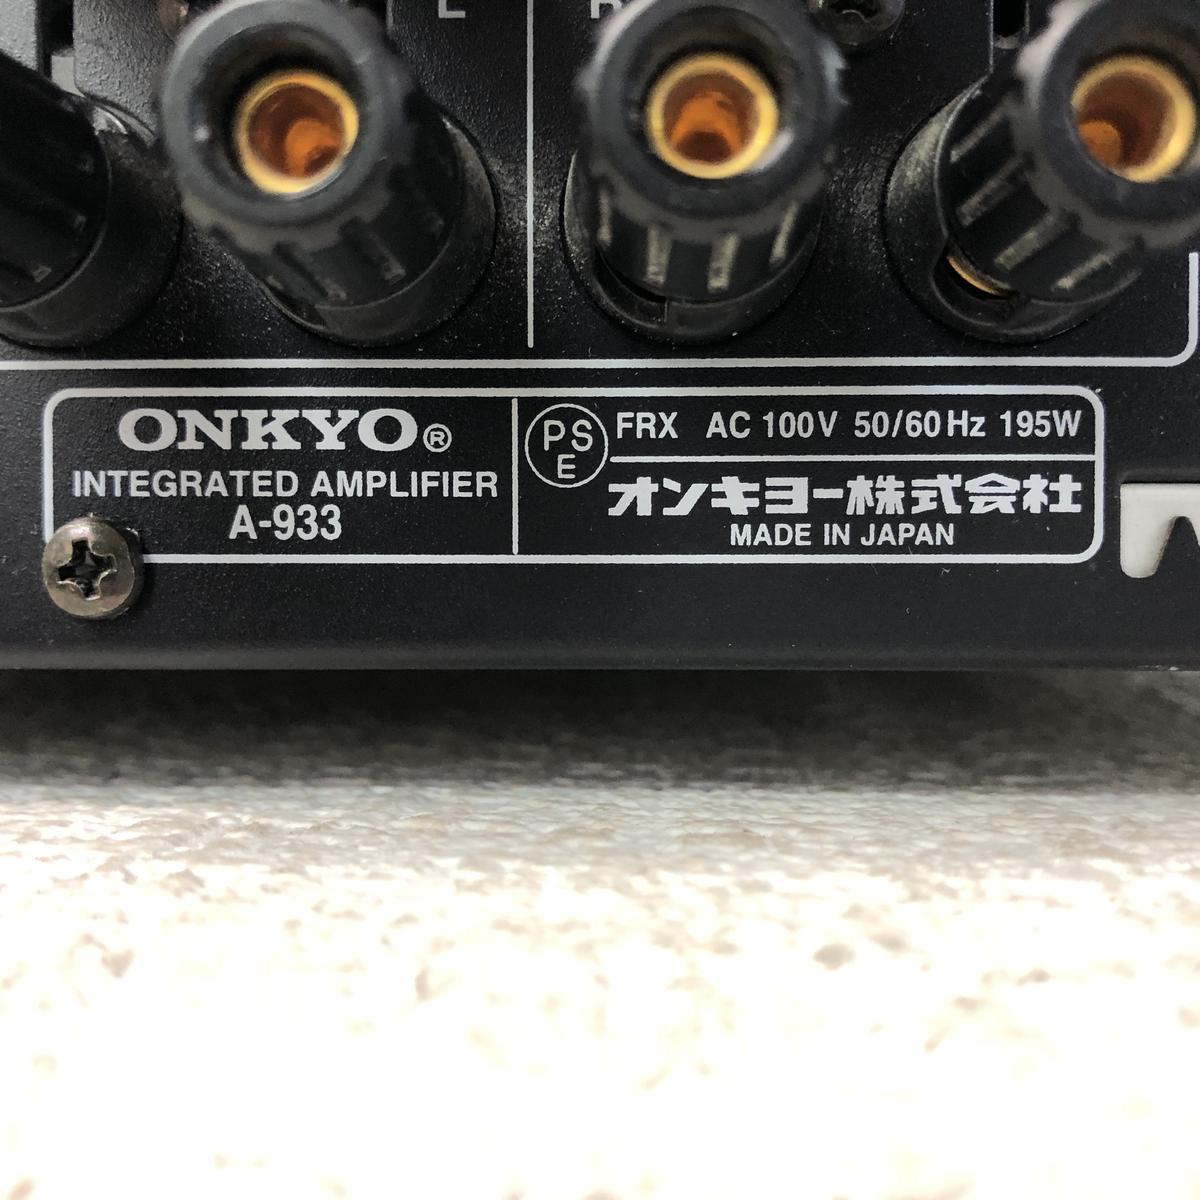 L R
ONKYO®
INTEGRATED AMPLIFIER
A-933
PS
E
FRX AC 100V 50/60Hz 195W
オンキヨー株式会社
MADE IN JAPAN